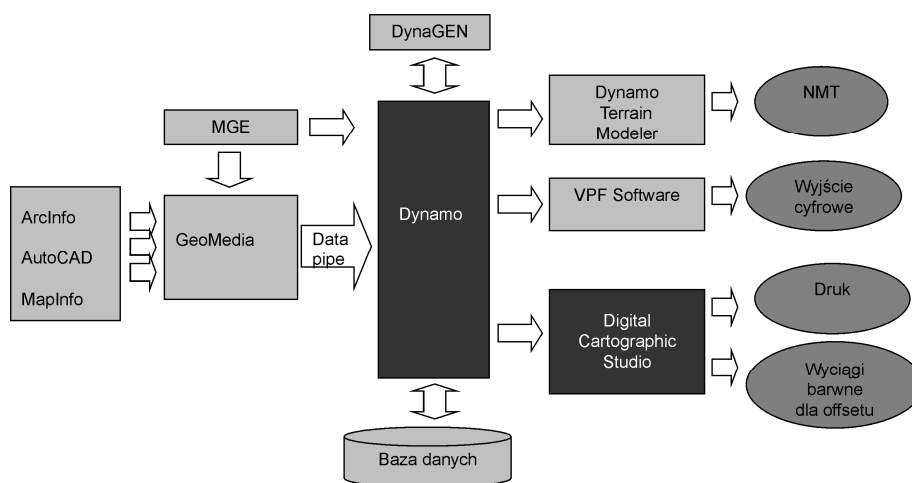 DynaGEN
MGE
ArcInfo
AutoCAD
MapInfo
GeoMedia
Data
pipe
Dynamo
Baza danych
Dynamo
Terrain
Modeler
VPF Software
Digital
Cartographic
Studio
NMT
Wyjście
cyfrowe
Druk
Wyciągi
barwne
dla offsetu